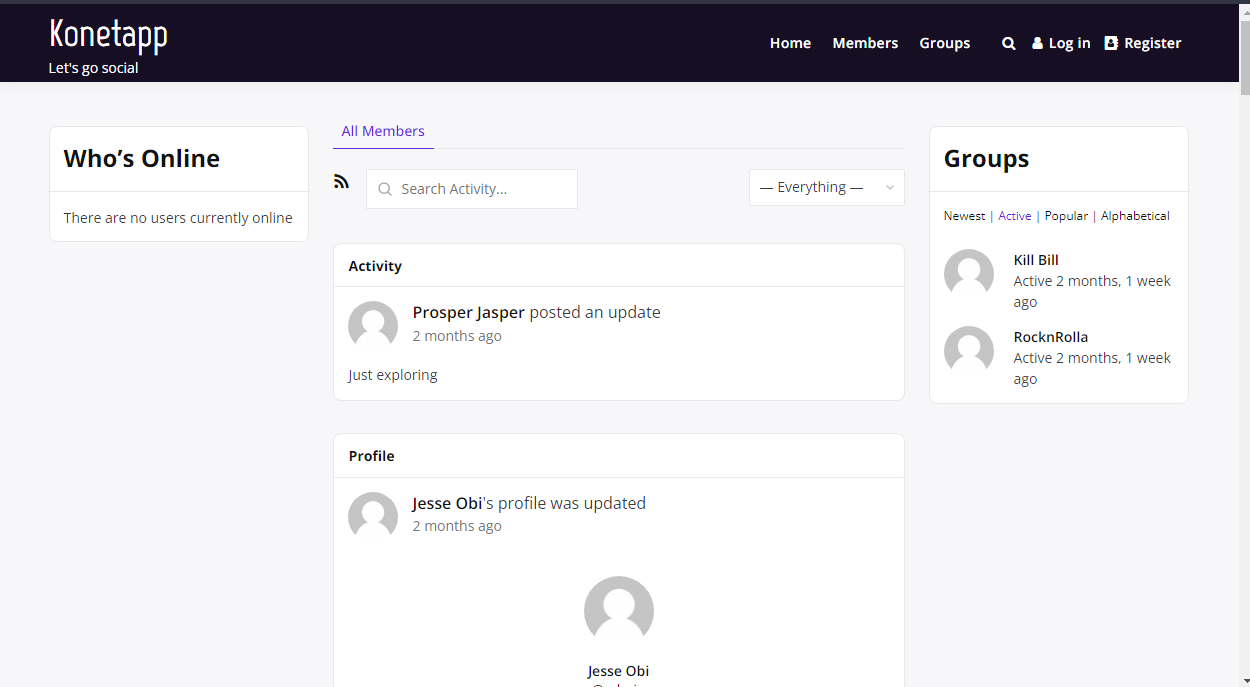 Konetapp
Let's go social
Home Members Groups Log in Register
Who’s Online
There are no users currently online
All Members
Search Activity...
— Everything —
Activity
Prosper Jasper posted an update
2 months ago
Just exploring
Profile
Jesse Obi's profile was updated
2 months ago
Jesse Obi
Groups
Newest | Active | Popular | Alphabetical
Kill Bill
Active 2 months, 1 week
ago
RocknRolla
Active 2 months, 1 week
ago